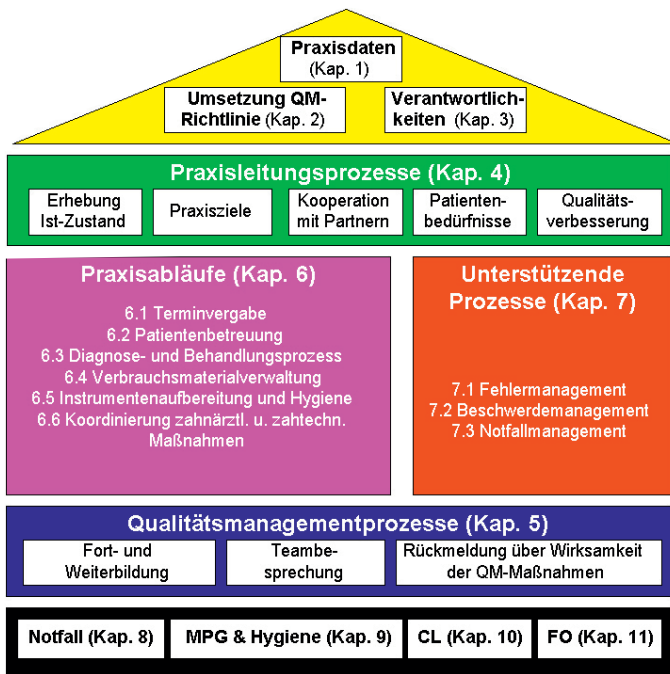 Praxisdaten
(Kap. 1)
Umsetzung QM-
Richtlinie (Kap. 2)
Verantwortlich-
keiten (Kap. 3)
Praxisleitungsprozesse (Kap. 4)
Erhebung
Ist-Zustand
Praxisziele
Kooperation
mit Partnern
Patienten-
bedürfnisse
Qualitäts-
verbesserung
Praxisabläufe (Kap. 6)
6.1 Terminvergabe
6.2 Patientenbetreuung
6.3 Diagnose- und Behandlungsprozess
6.4 Verbrauchsmaterialverwaltung
6.5 Instrumentenaufbereitung und Hygiene
6.6 Koordinierung zahnärztl. u. zahtechn.
Maßnahmen
Unterstützende
Prozesse (Kap. 7)
7.1 Fehlermanagement
7.2 Beschwerdemanagement
7.3 Notfallmanagement
Qualitätsmanagementprozesse (Kap. 5)
Fort- und
Weiterbildung
Teambe-
sprechung
Rückmeldung über Wirksamkeit
der QM-Maßnahmen
Notfall (Kap. 8)
MPG & Hygiene (Kap. 9)
CL (Kap. 10)
FO (Kap. 11)